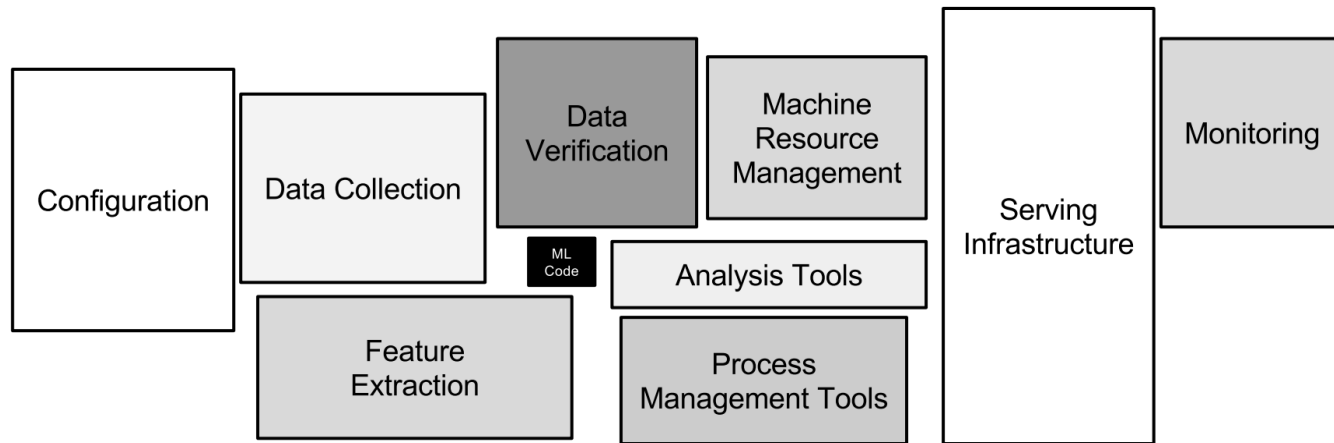 Configuration
Data Collection
Data
Verification
Machine
Resource
Management
Serving
Infrastructure
Monitoring
ML
Code
Analysis Tools
Feature
Extraction
Process
Management Tools